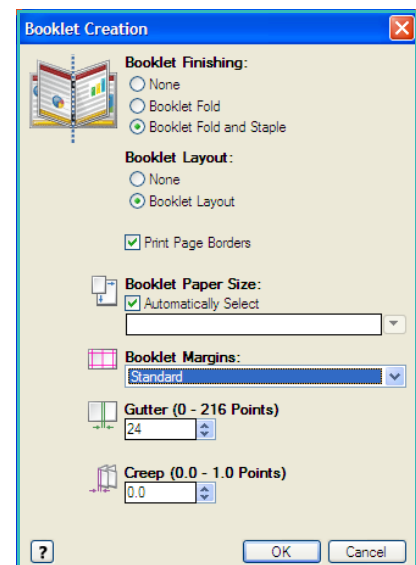 Booklet Creation
Booklet Finishing:
None
Booklet Fold
Booklet Fold and Staple
Booklet Layout:
None
Booklet Layout
Print Page Borders
Booklet Paper Size:
Automatically Select
Booklet Margins:
Standard
Gutter (0 - 216 Points)
24
Creep (0.0 - 1.0 Points)
0.0
? OK Cancel